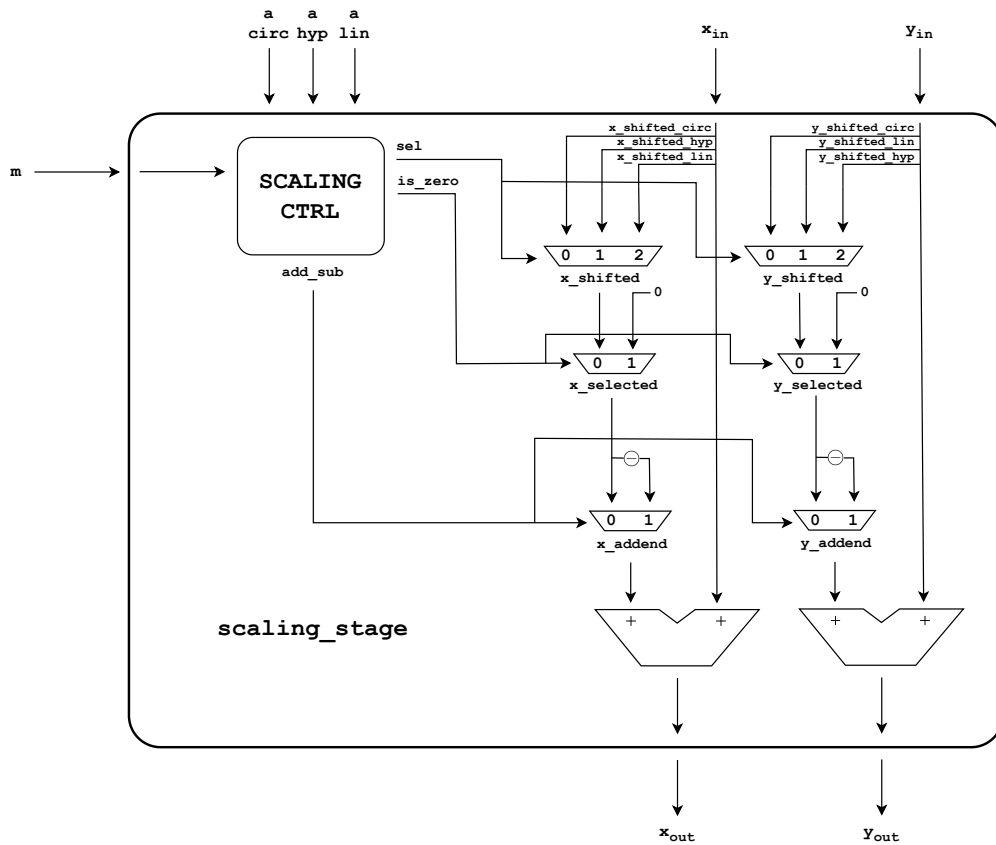 a a a
circ hyp lin
x_in y_in
m
SCALING
CTRL
sel
is_zero
add_sub
x_shifted_circ
x_shifted_hyp
x_shifted_lin
y_shifted_circ
y_shifted_lin
y_shifted_hyp
0 1 2
x_shifted
0
0 1 2
y_shifted
0
0 1
x_selected
0 1
y_selected
0 1
x_addend
0 1
y_addend
+ +
+ +
scaling_stage
x_out y_out